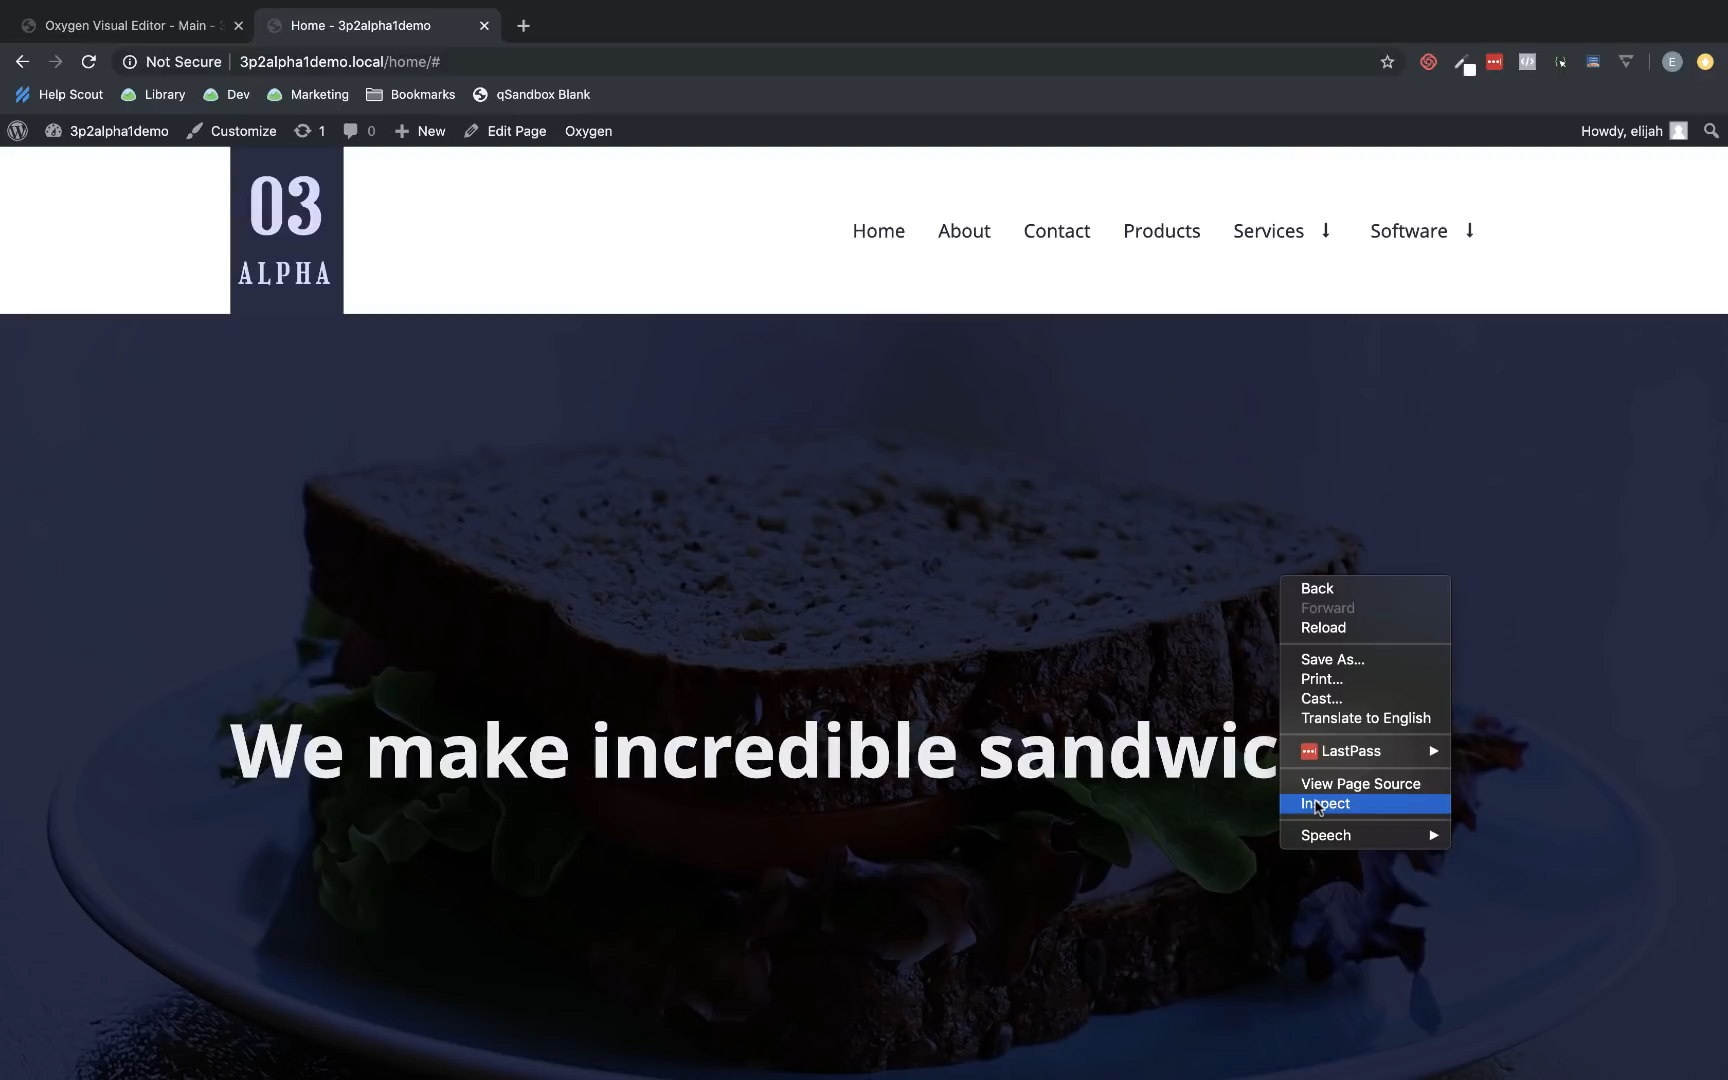 Oxygen Visual Editor - Main -
Home - 3p2alpha1demo
Not Secure
3p2alpha1demo.local/home/#
E
Help Scout
Library
Dev
Marketing
Bookmarks
qSandbox Blank
3p2alpha1demo
Customize
1
0
New
Edit Page
Oxygen
Howdy, elijah
03
ALPHA
Home
About
Contact
Products
Services
Software
We make incredible sandwic
Back
Forward
Reload
Save As...
Print...
Cast...
Translate to English
LastPass
View Page Source
Inspect
Speech